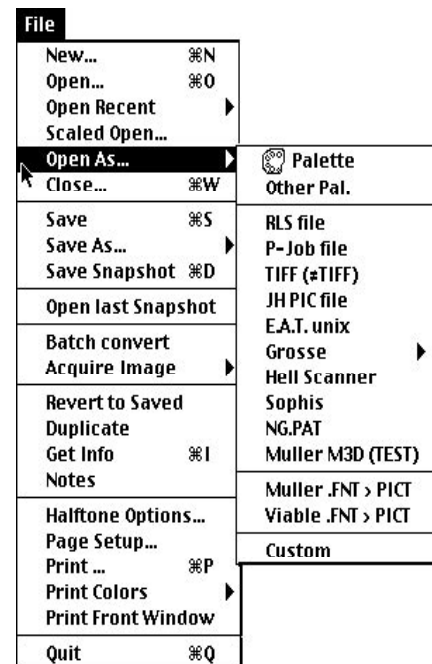 File
New... ⌘N
Open... ⌘O
Open Recent
Scaled Open...
Open As...
Close... ⌘W
Save ⌘S
Save As...
Save Snapshot ⌘D
Open last Snapshot
Batch convert
Acquire Image
Revert to Saved
Duplicate
Get Info ⌘I
Notes
Halftone Options...
Page Setup...
Print ... ⌘P
Print Colors
Print Front Window
Quit ⌘Q
Palette
Other Pal.
RLS file
P-Job file
TIFF (≠TIFF)
JH PIC file
E.A.T. unix
Grosse
Hell Scanner
Sophis
NG.PAT
Muller M3D (TEST)
Muller .FNT > PICT
Viable .FNT > PICT
Custom